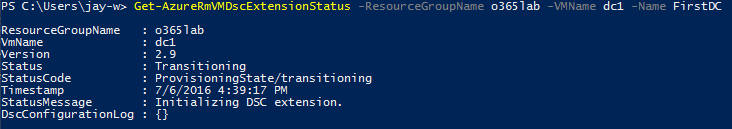 PS C:\Users\jay-w> Get-AzureRmVMDscExtensionStatus -ResourceGroupName o365lab -VMName dc1 -Name FirstDC
ResourceGroupName : o365lab
VmName : dc1
Version : 2.9
Status : Transitioning
StatusCode : ProvisioningState/transitioning
Timestamp : 7/6/2016 4:39:17 PM
StatusMessage : Initializing DSC extension.
DscConfigurationLog : {}